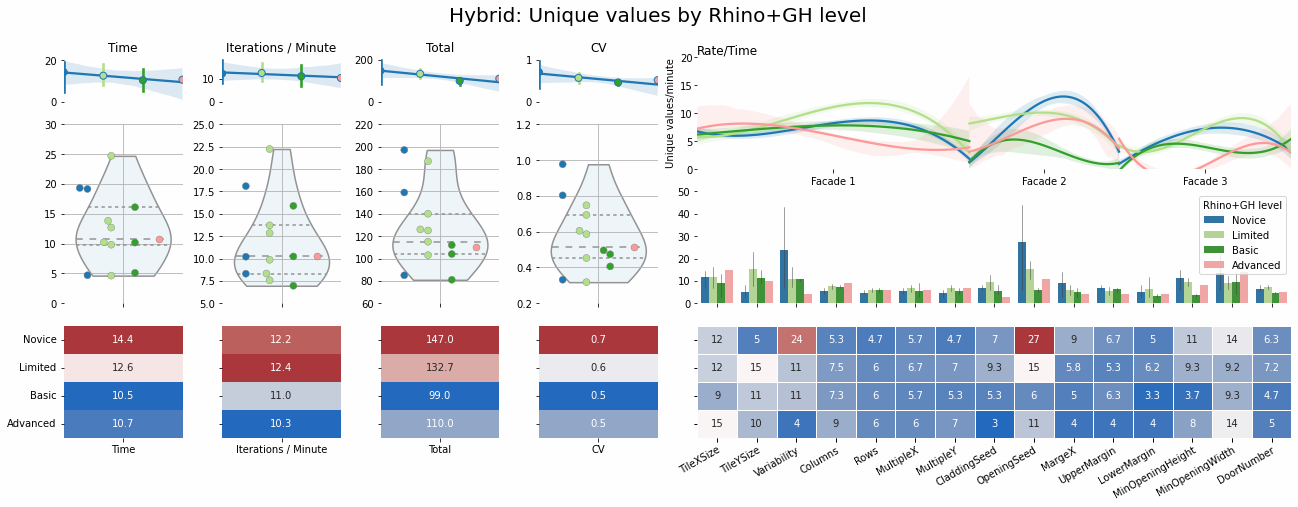 Hybrid: Unique values by Rhino+GH level
Time
20
0
30
25
20
15
10
5
0
Iterations / Minute
10
0
25.0
22.5
20.0
17.5
15.0
12.5
10.0
7.5
5.0
Total
200
0
220
200
180
160
140
120
100
80
60
CV
1
0
1.2
1.0
0.8
0.6
0.4
0.2
Rate/Time
Unique values/minute
20
15
10
5
0
Facade 1 Facade 2 Facade 3
50
40
30
20
10
0
Rhino+GH level
Novice
Limited
Basic
Advanced
Novice 14.4 12.2 147.0 0.7 12 5 24 5.3 4.7 5.7 4.7 7 27 9 6.7 5 11 14 6.3
Limited 12.6 12.4 132.7 0.6 12 15 11 7.5 6 6.7 7 9.3 15 5.8 5.3 6.2 9.3 9.2 7.2
Basic 10.5 11.0 99.0 0.5 9 11 11 7.3 6 5.7 5.3 5.3 6 5 6.3 3.3 3.7 9.3 4.7
Advanced 10.7 10.3 110.0 0.5 15 10 4 9 6 6 7 3 11 4 4 4 8 14 5
Time Iterations / Minute Total CV
TileXSize TileYSize Variability Columns Rows MultipleX MultipleY CladdingSeed OpeningSeed MargeX UpperMargin LowerMargin MinOpeningHeight MinOpeningWidth DoorNumber